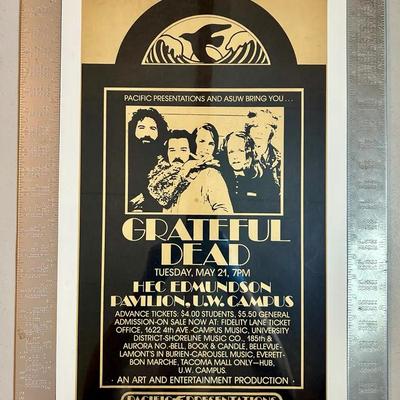 PACIFIC PRESENTATIONS AND ASUW BRING YOU...
GRATEFUL
DEAD
TUESDAY, MAY 21, 7PM
HEC EDMUNDSON
PAVILION, U.W. CAMPUS
ADVANCE TICKETS: $4.00 STUDENTS, $5.50 GENERAL
ADMISSION-ON SALE NOW AT: FIDELITY LANE TICKET
OFFICE, 1622 4th AVE.-CAMPUS MUSIC, UNIVERSITY
DISTRICT-SHORELINE MUSIC CO., 185th &
AURORA NO.-BELL, BOOK & CANDLE, BELLEVUE-
LAMONT'S IN BURIEN-CAROUSEL MUSIC, EVERETT-
BON MARCHE, TACOMA MALL ONLY-HUB,
U.W. CAMPUS.
· AN ART AND ENTERTAINMENT PRODUCTION ·
PACIFIC PRESENTATIONS